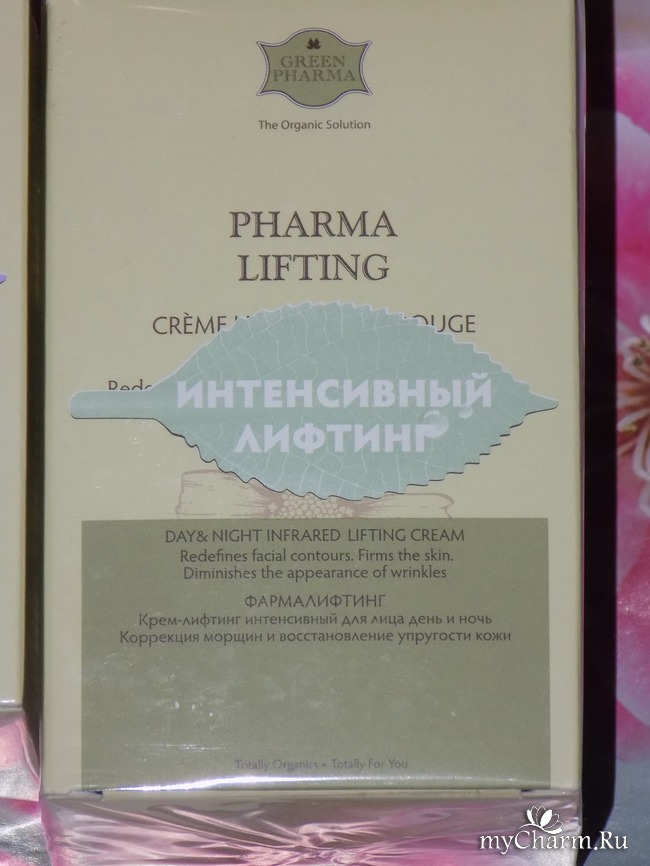 GREEN
PHARMA
The Organic Solution
PHARMA
LIFTING
CRÈME
ИНТЕНСИВНЫЙ
ЛИФТИНГ
DAY& NIGHT INFRARED LIFTING CREAM
Redefines facial contours. Firms the skin.
Diminishes the appearance of wrinkles
ФАРМАЛИФТИНГ
Крем-лифтинг интенсивный для лица день и ночь
Коррекция морщин и восстановление упругости кожи
Totally Organics • Totally For You
myCharm.Ru